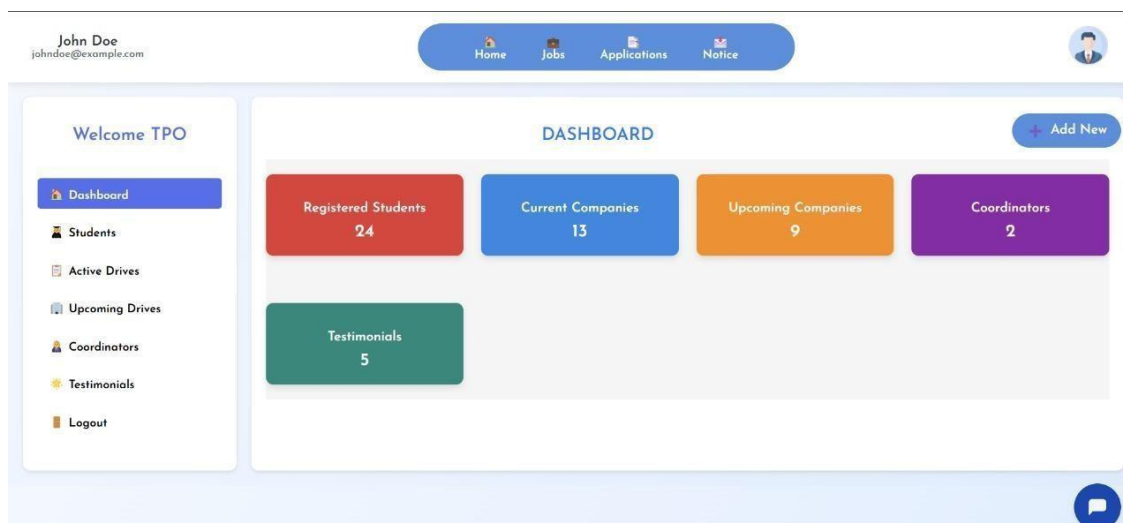 John Doe
johndoe@example.com
Home Jobs Applications Notice
Welcome TPO
Dashboard
Students
Active Drives
Upcoming Drives
Coordinators
Testimonials
Logout
DASHBOARD
Add New
Registered Students
24
Current Companies
13
Upcoming Companies
9
Coordinators
2
Testimonials
5